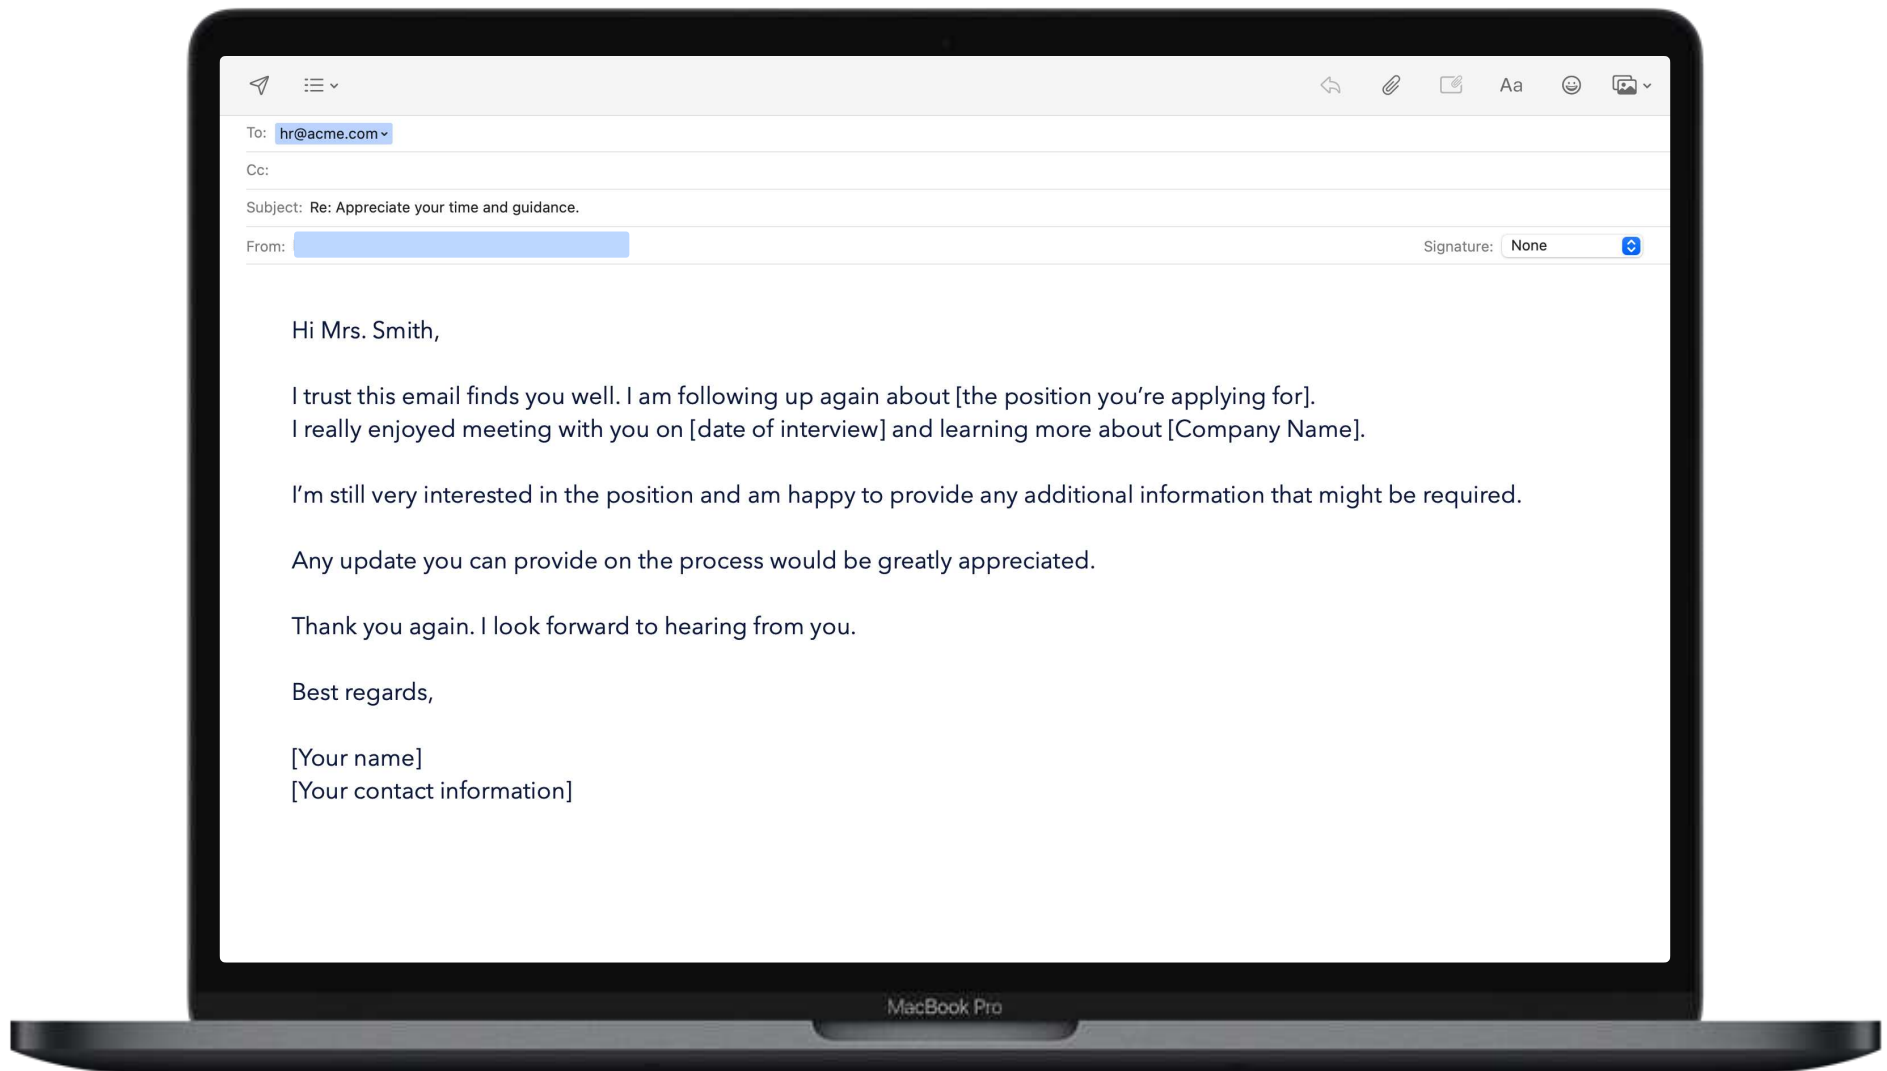 Aa
To: hr@acme.com
Cc:
Subject: Re: Appreciate your time and guidance.
From:
Signature: None
Hi Mrs. Smith,
I trust this email finds you well. I am following up again about [the position you’re applying for].
I really enjoyed meeting with you on [date of interview] and learning more about [Company Name].
I’m still very interested in the position and am happy to provide any additional information that might be required.
Any update you can provide on the process would be greatly appreciated.
Thank you again. I look forward to hearing from you.
Best regards,
[Your name]
[Your contact information]
MacBook Pro